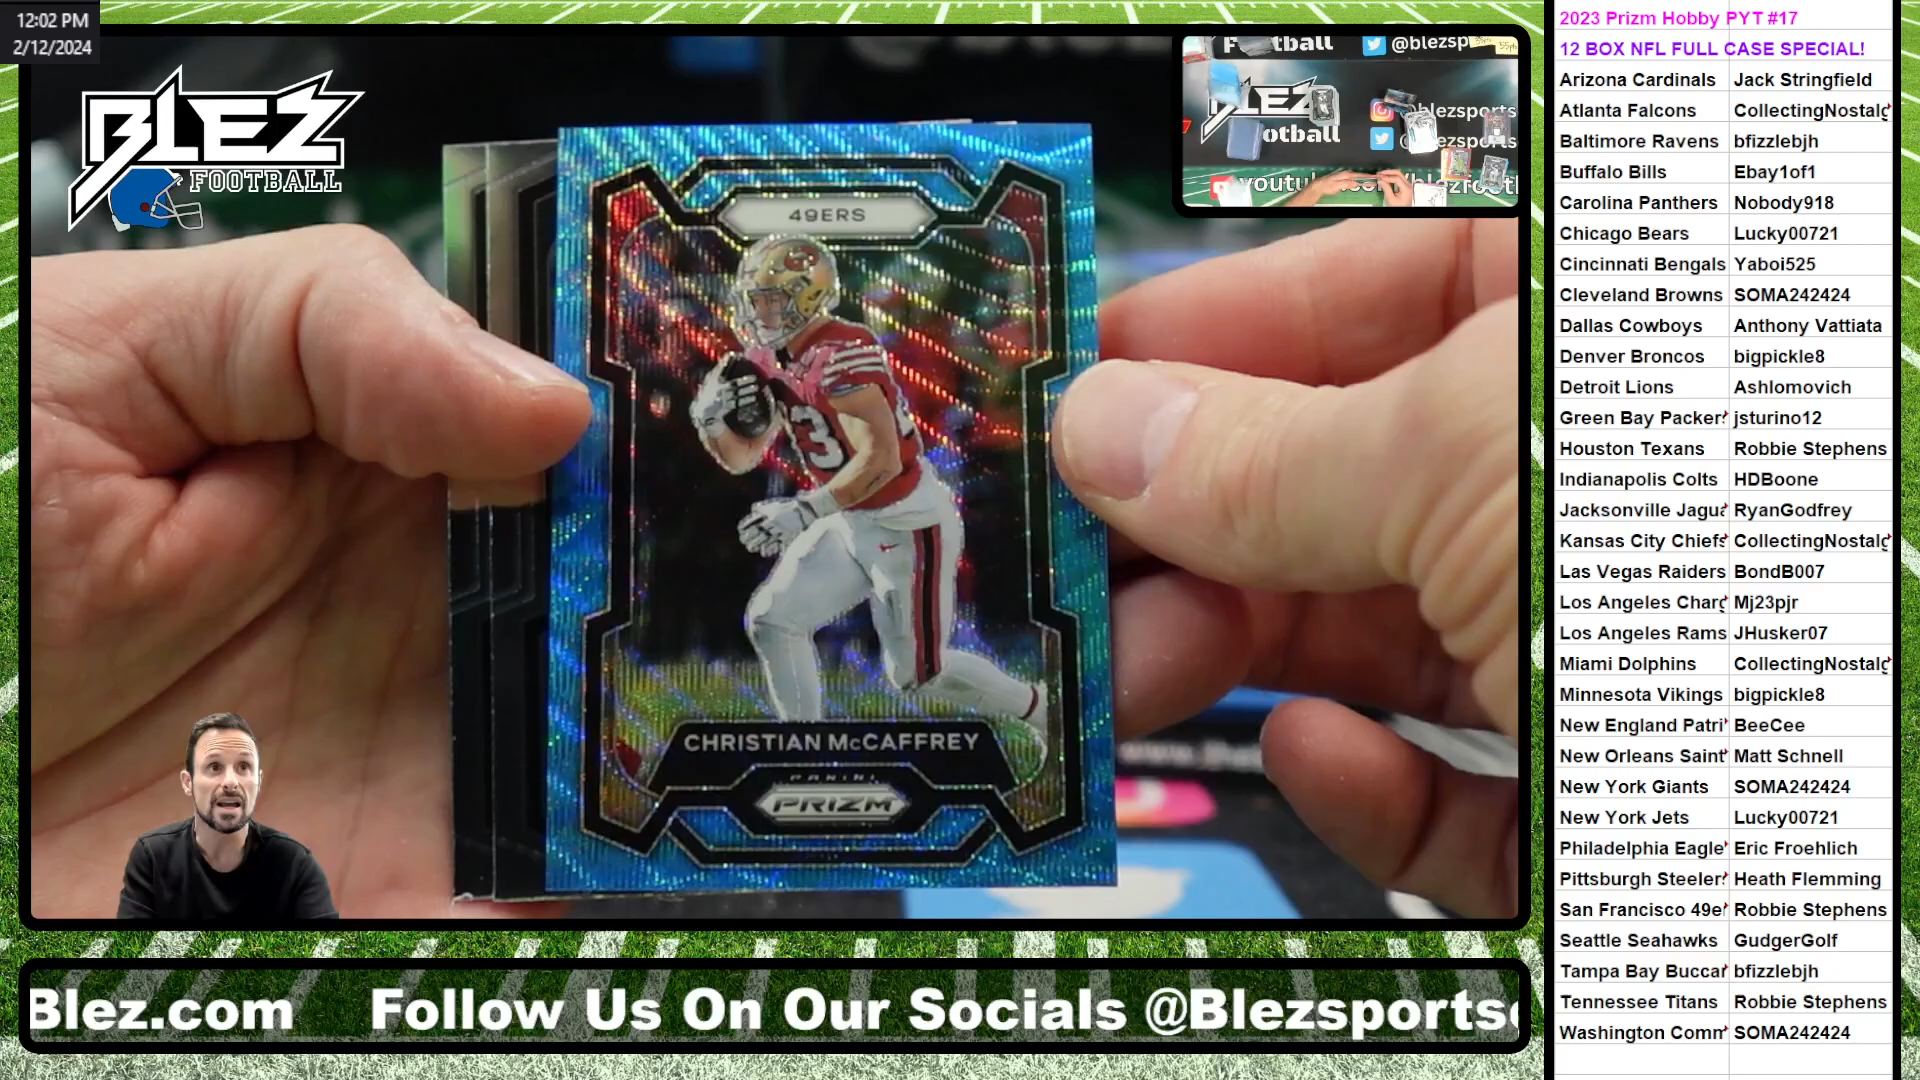 12:02 PM
2/12/2024
BLEZ
FOOTBALL
49ERS
CHRISTIAN McCAFFREY
PANINI
PRIZM
Football
@blezsp
BLEZ
otball
blezsports
blezsports
Blez.com Follow Us On Our Socials @Blezsports
2023 Prizm Hobby PYT #17
12 BOX NFL FULL CASE SPECIAL!
Arizona Cardinals Jack Stringfield
Atlanta Falcons CollectingNostalg
Baltimore Ravens bfizzlebjh
Buffalo Bills Ebay1of1
Carolina Panthers Nobody918
Chicago Bears Lucky00721
Cincinnati Bengals Yaboi525
Cleveland Browns SOMA242424
Dallas Cowboys Anthony Vattiata
Denver Broncos bigpickle8
Detroit Lions Ashlomovich
Green Bay Packer jsturino12
Houston Texans Robbie Stephens
Indianapolis Colts HDBoone
Jacksonville Jagua RyanGodfrey
Kansas City Chiefs CollectingNostalg
Las Vegas Raiders BondB007
Los Angeles Charg Mj23pjr
Los Angeles Rams JHusker07
Miami Dolphins CollectingNostalg
Minnesota Vikings bigpickle8
New England Patri BeeCee
New Orleans Saint Matt Schnell
New York Giants SOMA242424
New York Jets Lucky00721
Philadelphia Eagle Eric Froehlich
Pittsburgh Steeler Heath Flemming
San Francisco 49e Robbie Stephens
Seattle Seahawks GudgerGolf
Tampa Bay Buccar bfizzlebjh
Tennessee Titans Robbie Stephens
Washington Comm SOMA242424